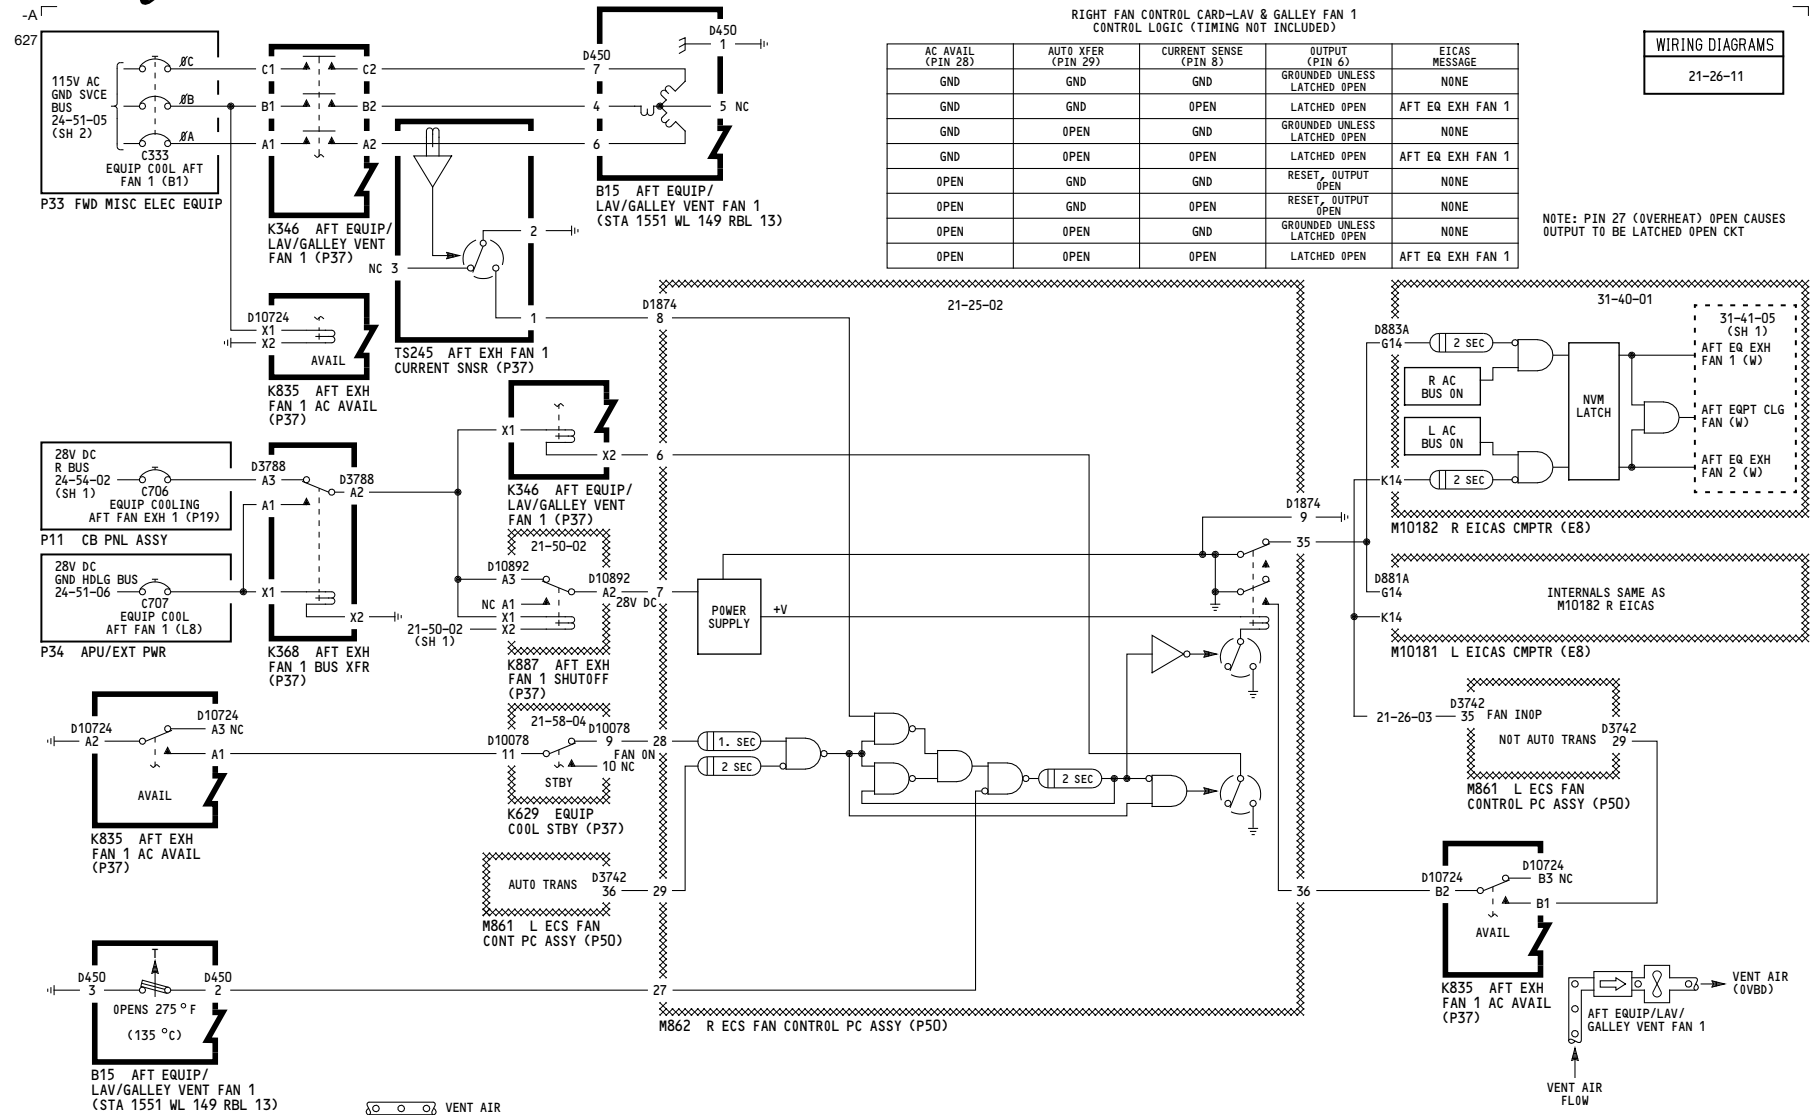 -A
627
115V AC
GND SVCE
BUS
24-51-05
(SH 2)
ØC
ØB
ØA
C333
EQUIP COOL AFT
FAN 1 (B1)
P33 FWD MISC ELEC EQUIP
C1
C2
B1
B2
A1
A2
K346 AFT EQUIP/
LAV/GALLEY VENT
FAN 1 (P37)
D450
1
D450
7
4
5 NC
6
B15 AFT EQUIP/
LAV/GALLEY VENT FAN 1
(STA 1551 WL 149 RBL 13)
2
NC 3
1
TS245 AFT EXH FAN 1
CURRENT SNSR (P37)
D10724
X1
X2
AVAIL
K835 AFT EXH
FAN 1 AC AVAIL
(P37)
RIGHT FAN CONTROL CARD-LAV & GALLEY FAN 1
CONTROL LOGIC (TIMING NOT INCLUDED)
AC AVAIL (PIN 28) AUTO XFER (PIN 29) CURRENT SENSE (PIN 8) OUTPUT (PIN 6) EICAS MESSAGE
GND GND GND GROUNDED UNLESS LATCHED OPEN NONE
GND GND OPEN LATCHED OPEN AFT EQ EXH FAN 1
GND OPEN GND GROUNDED UNLESS LATCHED OPEN NONE
GND OPEN OPEN LATCHED OPEN AFT EQ EXH FAN 1
OPEN GND GND RESET, OUTPUT OPEN NONE
OPEN GND OPEN RESET, OUTPUT OPEN NONE
OPEN OPEN GND GROUNDED UNLESS LATCHED OPEN NONE
OPEN OPEN OPEN LATCHED OPEN AFT EQ EXH FAN 1
WIRING DIAGRAMS
21-26-11
NOTE: PIN 27 (OVERHEAT) OPEN CAUSES
OUTPUT TO BE LATCHED OPEN CKT
28V DC
R BUS
24-54-02
(SH 1)
C706
EQUIP COOLING
AFT FAN EXH 1 (P19)
P11 CB PNL ASSY
28V DC
GND HDLG BUS
24-51-06
C707
EQUIP COOL
AFT FAN 1 (L8)
P34 APU/EXT PWR
D3788
A3
D3788
A2
A1
X1
X2
K368 AFT EXH
FAN 1 BUS XFR
(P37)
X1
X2
K346 AFT EQUIP/
LAV/GALLEY VENT
FAN 1 (P37)
21-50-02
D10892
A3
D10892
A2
NC A1
X1
X2
21-50-02
(SH 1)
K887 AFT EXH
FAN 1 SHUTOFF
(P37)
D10724
A2
D10724
A3 NC
A1
AVAIL
K835 AFT EXH
FAN 1 AC AVAIL
(P37)
21-58-04
D10078
11
D10078
9
FAN ON
10 NC
STBY
K629 EQUIP
COOL STBY (P37)
AUTO TRANS
D3742
36
M861 L ECS FAN
CONT PC ASSY (P50)
D450
3
T
D450
2
OPENS 275 °F
(135 °C)
B15 AFT EQUIP/
LAV/GALLEY VENT FAN 1
(STA 1551 WL 149 RBL 13)
VENT AIR
21-25-02
D1874
8
6
7
28V DC
POWER
SUPPLY
+V
28
1. SEC
2 SEC
2 SEC
29
27
D1874
9
35
36
M862 R ECS FAN CONTROL PC ASSY (P50)
31-40-01
D883A
G14
2 SEC
R AC
BUS ON
L AC
BUS ON
K14
2 SEC
NVM
LATCH
31-41-05
(SH 1)
AFT EQ EXH
FAN 1 (W)
AFT EQPT CLG
FAN (W)
AFT EQ EXH
FAN 2 (W)
M10182 R EICAS CMPTR (E8)
D881A
G14
K14
INTERNALS SAME AS
M10182 R EICAS
M10181 L EICAS CMPTR (E8)
21-26-03
D3742
35
FAN INOP
NOT AUTO TRANS
D3742
29
M861 L ECS FAN
CONTROL PC ASSY (P50)
D10724
B2
D10724
B3 NC
B1
AVAIL
K835 AFT EXH
FAN 1 AC AVAIL
(P37)
VENT AIR
(OVBD)
AFT EQUIP/LAV/
GALLEY VENT FAN 1
VENT AIR
FLOW